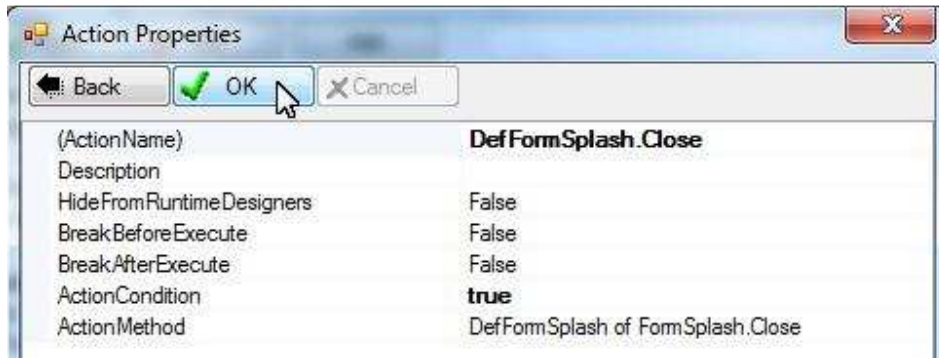 Action Properties
Back OK Cancel
(ActionName) DefFormSplash.Close
Description
HideFromRuntimeDesigners False
BreakBeforeExecute False
BreakAfterExecute False
ActionCondition true
ActionMethod DefFormSplash of FormSplash.Close